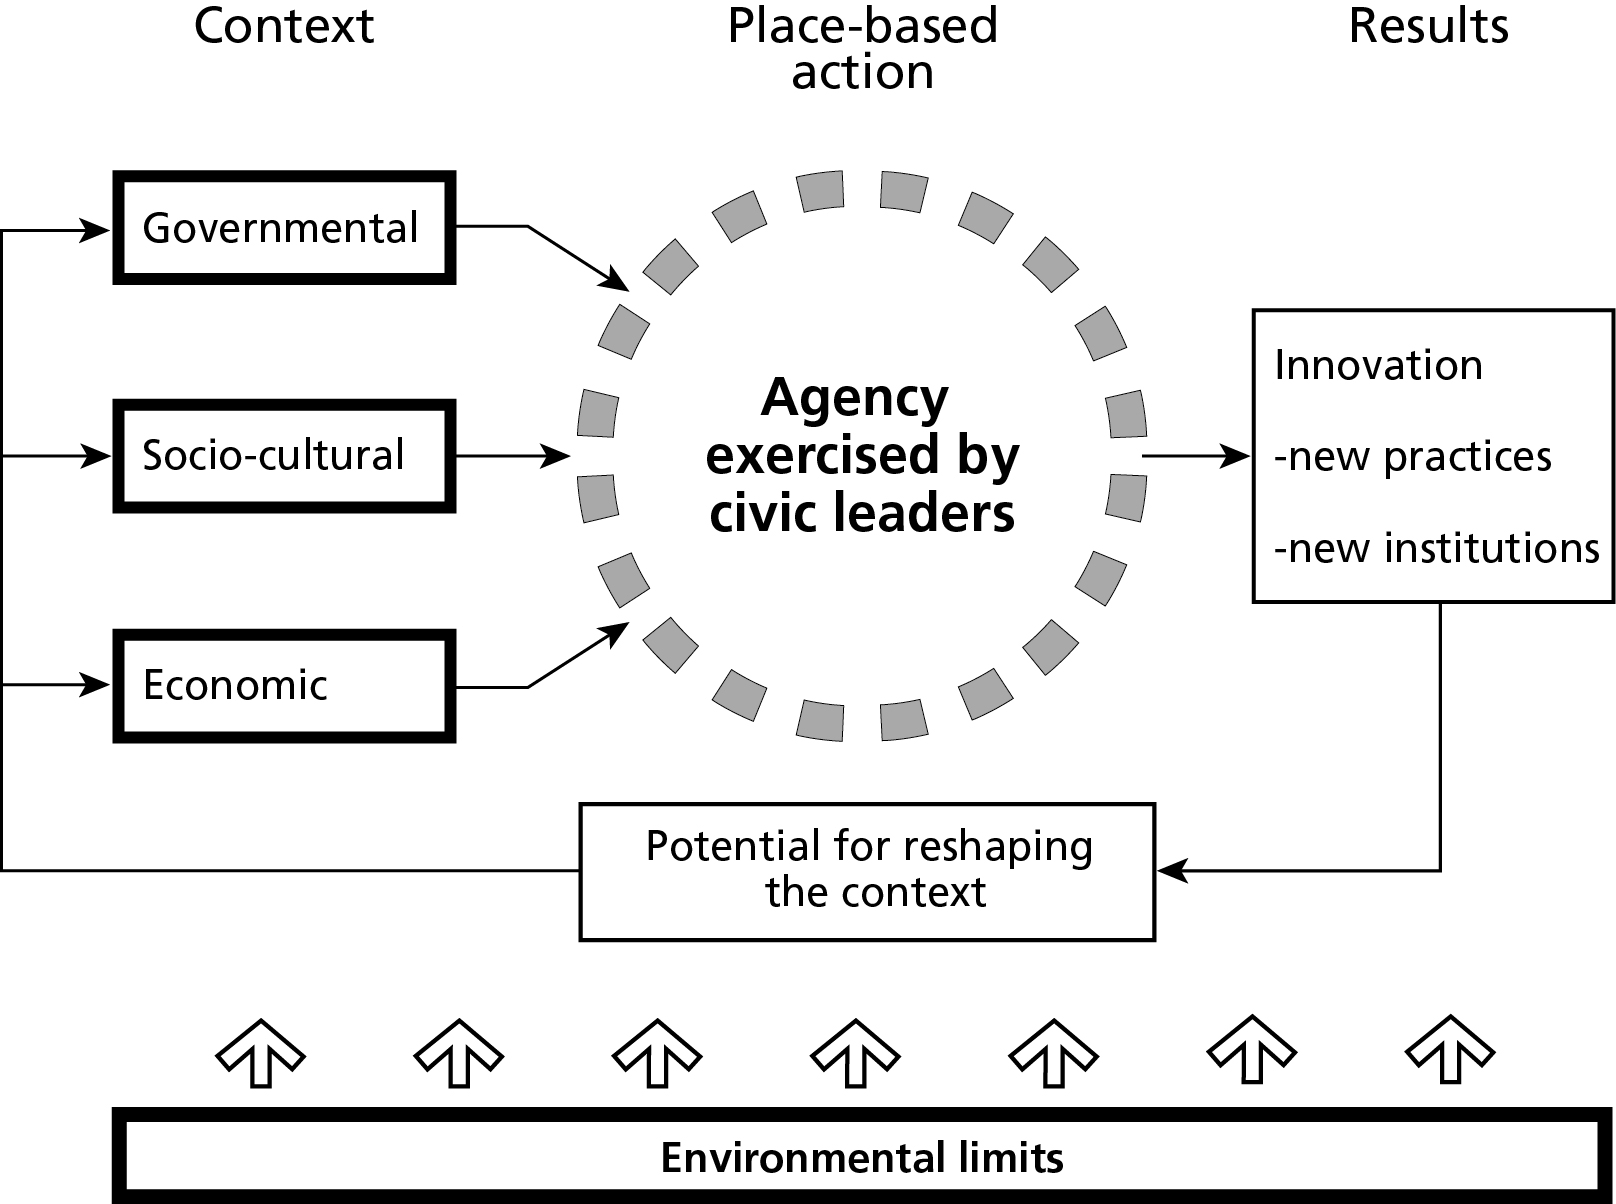 Context
Place-based
action
Results
Governmental
Socio-cultural
Economic
Agency
exercised by
civic leaders
Innovation
-new practices
-new institutions
Potential for reshaping
the context
Environmental limits